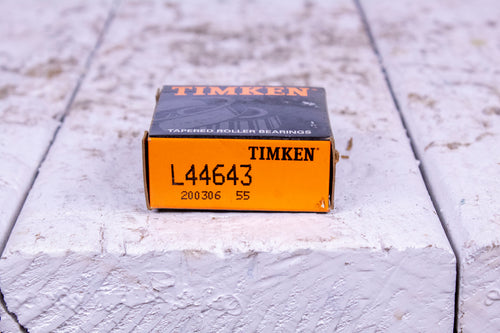 TIMKEN
TAPERED ROLLER BEARINGS
TIMKEN
L44643
200306 55